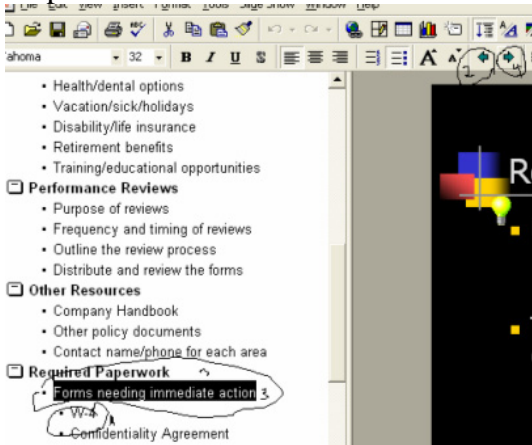 File Edit View Insert Format Tools Slide Show Window Help
Tahoma 32 B I U S
2 4
• Health/dental options
• Vacation/sick/holidays
• Disability/life insurance
• Retirement benefits
• Training/educational opportunities
Performance Reviews
• Purpose of reviews
• Frequency and timing of reviews
• Outline the review process
• Distribute and review the forms
Other Resources
• Company Handbook
• Other policy documents
• Contact name/phone for each area
Required Paperwork
• Forms needing immediate action 3
• W-4
• Confidentiality Agreement